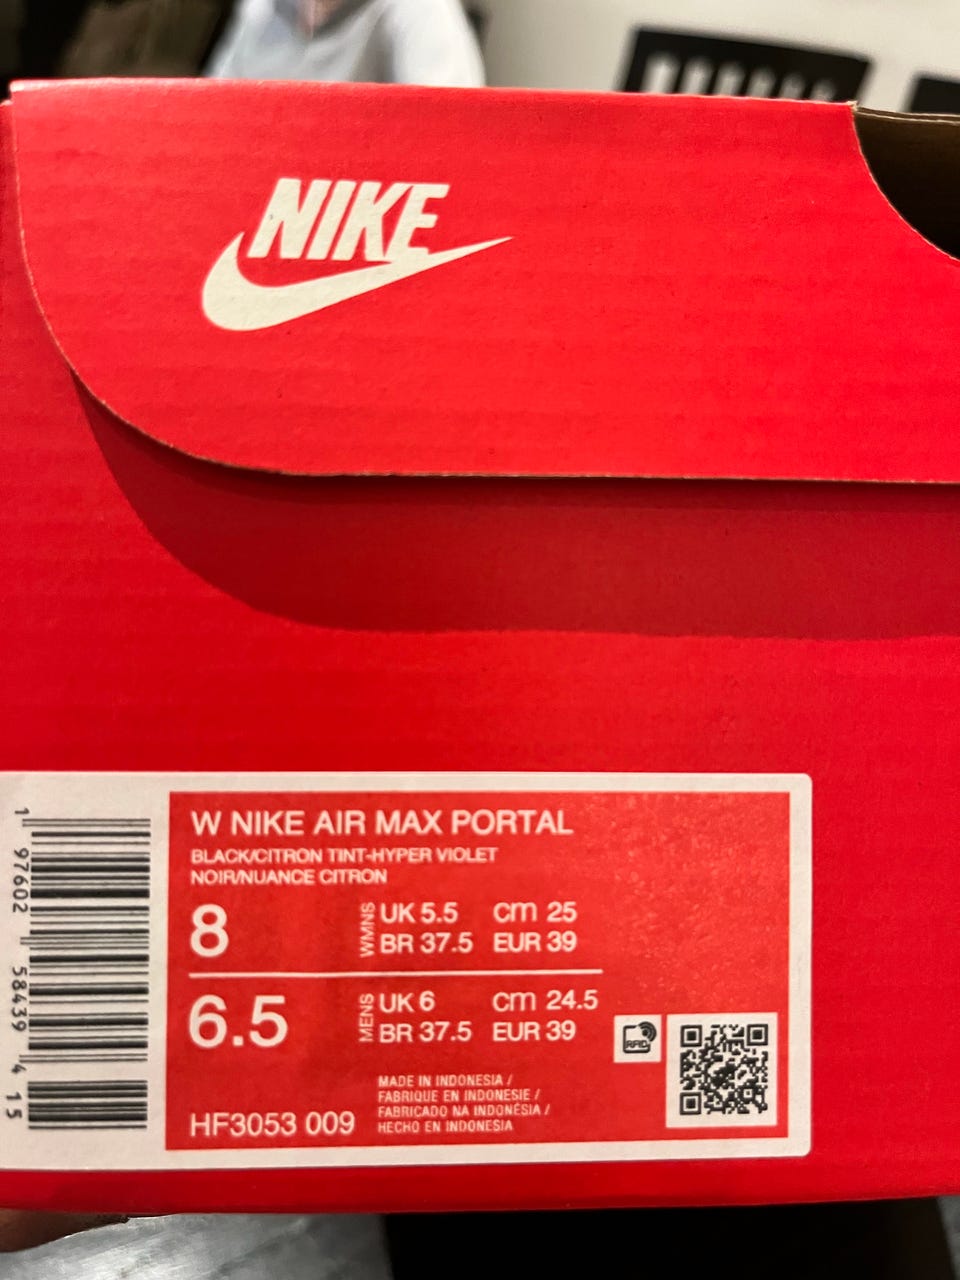 NIKE
W NIKE AIR MAX PORTAL
BLACK/CITRON TINT-HYPER VIOLET
NOIR/NUANCE CITRON
8 WMNS UK 5.5 cm 25
BR 37.5 EUR 39
6.5 MENS UK 6 cm 24.5
BR 37.5 EUR 39
RFID
MADE IN INDONESIA /
FABRIQUE EN INDONESIE /
FABRICADO NA INDONÉSIA /
HECHO EN INDONESIA
HF3053 009
1 97602 58439 4 15